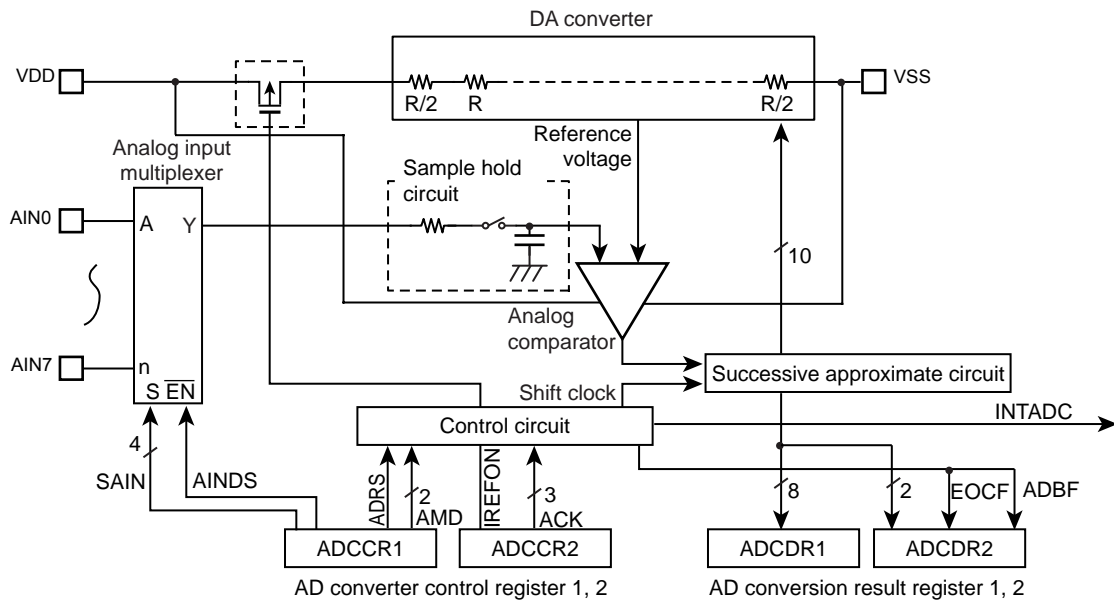 DA converter
VDD
VSS
R/2
R
R/2
Reference
voltage
Analog input
multiplexer
Sample hold
circuit
AIN0
A
Y
10
Analog
comparator
AIN7
n
S EN
Successive approximate circuit
Shift clock
INTADC
Control circuit
4
SAIN
AINDS
ADRS
2
AMD
IREFON
3
ACK
8
2
EOCF
ADBF
ADCCR1
ADCCR2
ADCDR1
ADCDR2
AD converter control register 1, 2
AD conversion result register 1, 2